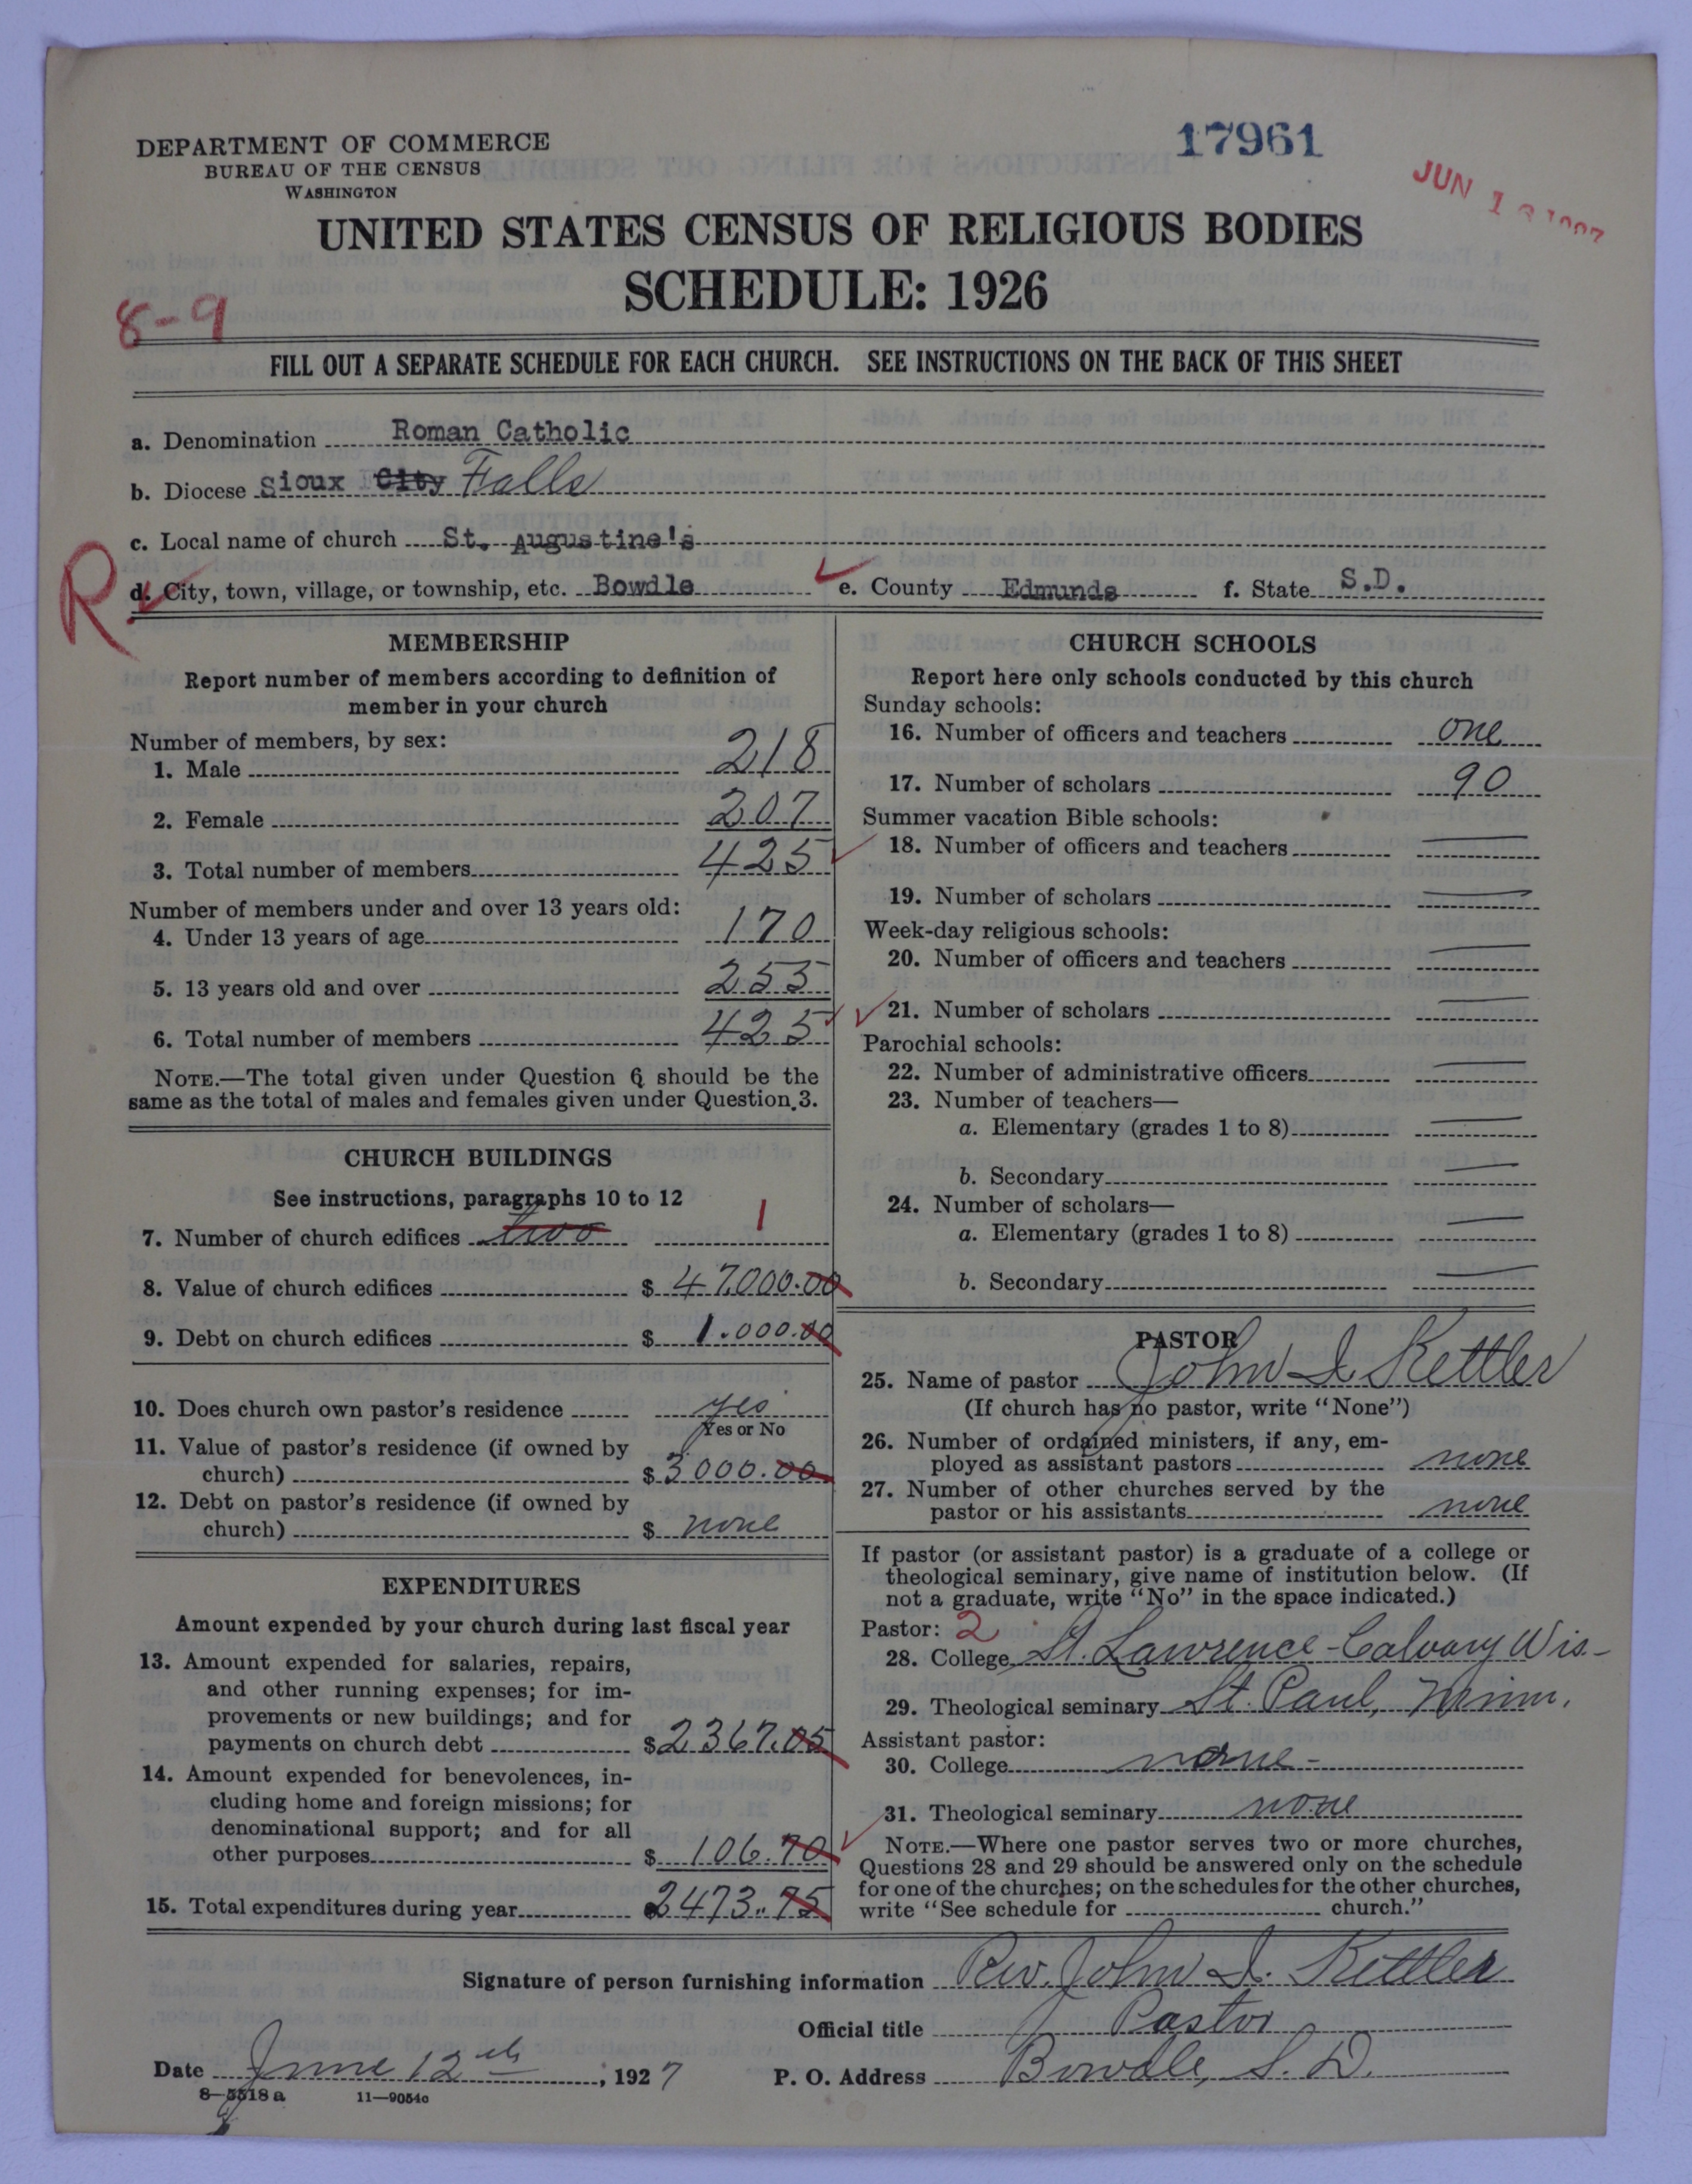 DEPARTMENT OF COMMERCE
BUREAU OF THE CENSUS
WASHINGTON
17961
JUN 1
UNITED STATES CENSUS OF RELIGIOUS BODIES
SCHEDULE: 1926
8-9
FILL OUT A SEPARATE SCHEDULE FOR EACH CHURCH. SEE INSTRUCTIONS ON THE BACK OF THIS SHEET
a. Denomination Roman Catholic
b. Diocese Sioux City Falls
c. Local name of church St. Augustine's
R
d. City, town, village, or township, etc. Bowdle e. County Edmunds f. State S.D.
MEMBERSHIP
Report number of members according to definition of
member in your church
Number of members, by sex:
1. Male 218
2. Female 207
3. Total number of members 425
Number of members under and over 13 years old:
4. Under 13 years of age 170
5. 13 years old and over 255
6. Total number of members 425
NOTE.—The total given under Question 6 should be the
same as the total of males and females given under Question 3.
CHURCH BUILDINGS
See instructions, paragraphs 10 to 12
7. Number of church edifices two 1
8. Value of church edifices $ 47,000.00
9. Debt on church edifices $ 1.000.00
10. Does church own pastor's residence yes
Yes or No
11. Value of pastor's residence (if owned by
church) $ 3000.00
12. Debt on pastor's residence (if owned by
church) $ none
EXPENDITURES
Amount expended by your church during last fiscal year
13. Amount expended for salaries, repairs,
and other running expenses; for im-
provements or new buildings; and for
payments on church debt $ 2367.05
14. Amount expended for benevolences, in-
cluding home and foreign missions; for
denominational support; and for all
other purposes $ 106.70
15. Total expenditures during year 2473.75
CHURCH SCHOOLS
Report here only schools conducted by this church
Sunday schools:
16. Number of officers and teachers one
17. Number of scholars 90
Summer vacation Bible schools:
18. Number of officers and teachers
19. Number of scholars
Week-day religious schools:
20. Number of officers and teachers
21. Number of scholars
Parochial schools:
22. Number of administrative officers
23. Number of teachers—
a. Elementary (grades 1 to 8)
b. Secondary
24. Number of scholars—
a. Elementary (grades 1 to 8)
b. Secondary
PASTOR
25. Name of pastor John I Kettler
(If church has no pastor, write "None")
26. Number of ordained ministers, if any, em-
ployed as assistant pastors none
27. Number of other churches served by the
pastor or his assistants none
If pastor (or assistant pastor) is a graduate of a college or
theological seminary, give name of institution below. (If
not a graduate, write "No" in the space indicated.)
Pastor: 2
28. College St. Lawrence - Calvary Wis-
29. Theological seminary St. Paul, Minn.
Assistant pastor:
30. College none -
31. Theological seminary none
NOTE.—Where one pastor serves two or more churches,
Questions 28 and 29 should be answered only on the schedule
for one of the churches; on the schedules for the other churches,
write "See schedule for church."
Signature of person furnishing information Rev. John I. Kettler
Official title Pastor
Date June 12th, 1927 P. O. Address Bowdle, S. D.
8—5518 a 11—9054c